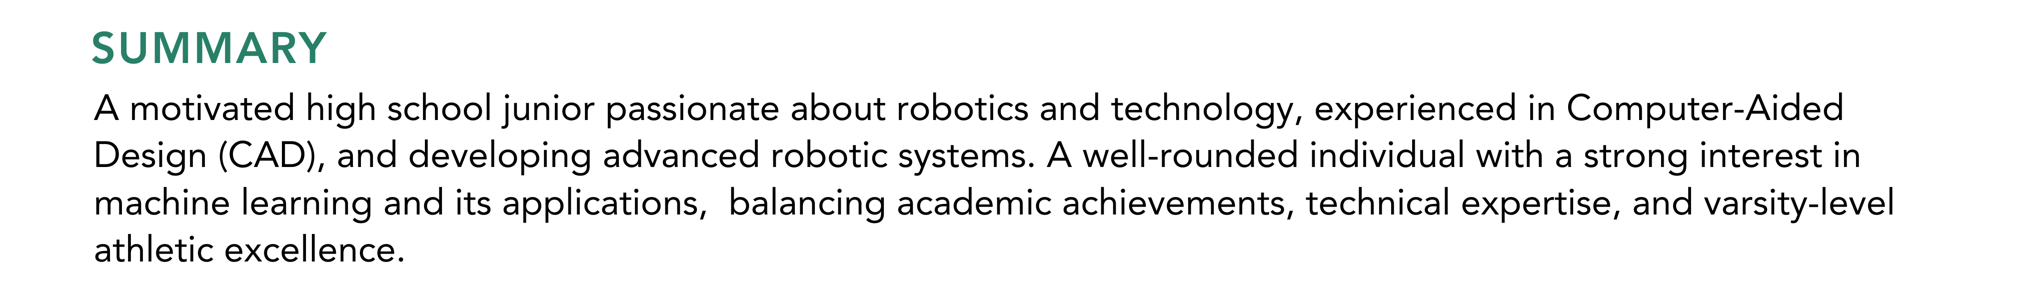 SUMMARY
A motivated high school junior passionate about robotics and technology, experienced in Computer-Aided
Design (CAD), and developing advanced robotic systems. A well-rounded individual with a strong interest in
machine learning and its applications,  balancing academic achievements, technical expertise, and varsity-level
athletic excellence.